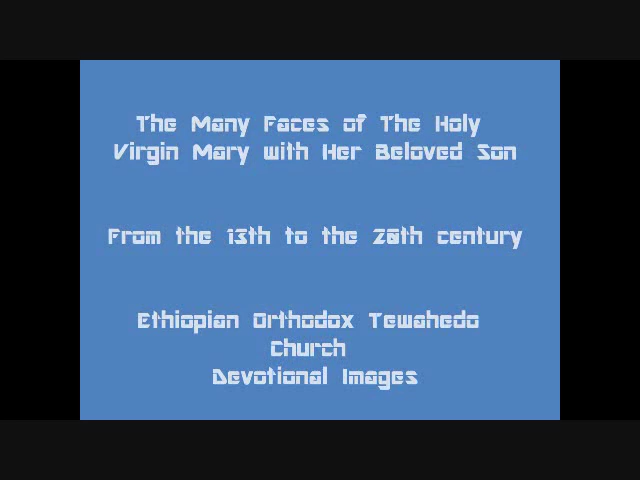 The Many Faces of The Holy
Virgin Mary with Her Beloved Son
From the 13th to the 20th century
Ethiopian Orthodox Tewahedo
Church
Devotional Images